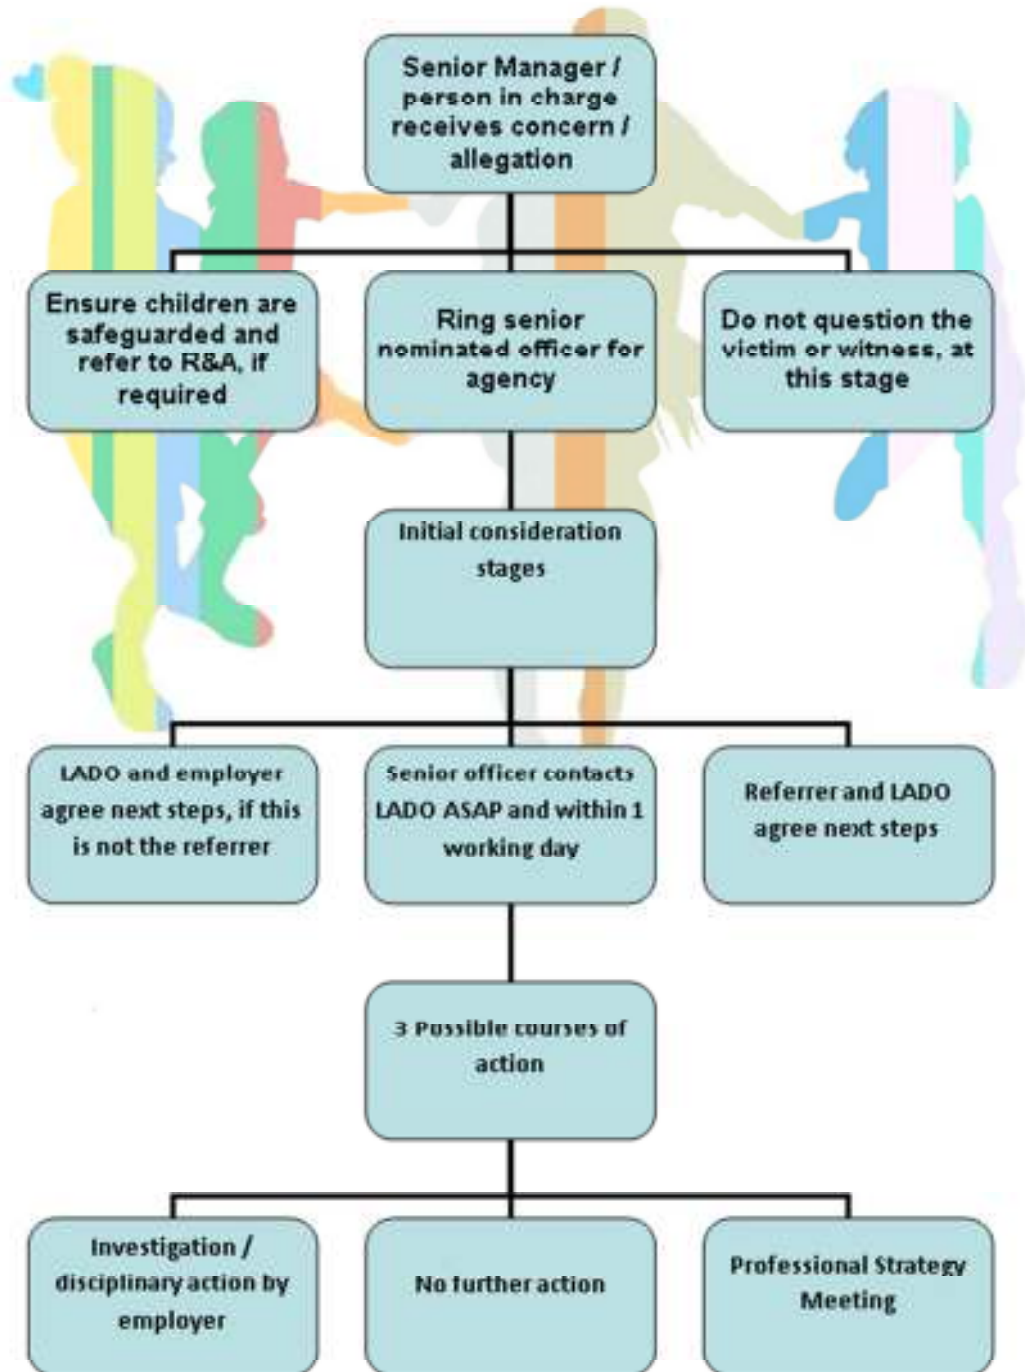 Senior Manager /
person in charge
receives concern /
allegation
Ensure children are
safeguarded and
refer to R&A, if
required
Ring senior
nominated officer for
agency
Do not question the
victim or witness, at
this stage
Initial consideration
stages
LADO and employer
agree next steps, if this
is not the referrer
Senior officer contacts
LADO ASAP and within 1
working day
Referrer and LADO
agree next steps
3 Possible courses of
action
Investigation /
disciplinary action by
employer
No further action
Professional Strategy
Meeting